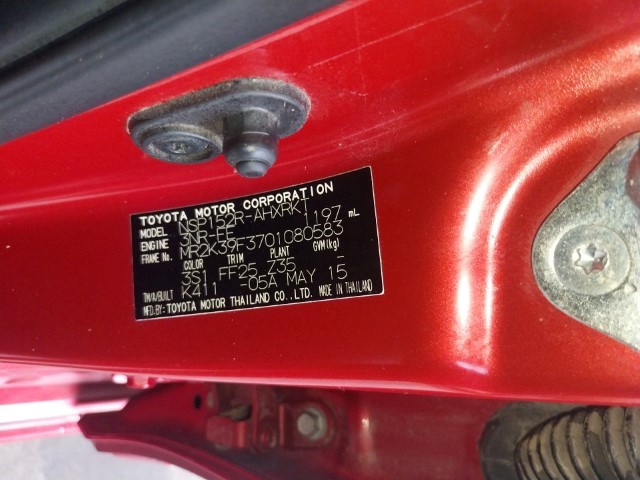 TOYOTA MOTOR CORPORATION
MODEL NSP152R-AHXRKT
ENGINE 3NR-FE 1197 mL
FRAME No. MR2K39F3701080583
COLOR TRIM PLANT GVM(kg)
3S1 FF25 Z35 -
TM/A/BUILT K411 -05A MAY 15
MFD.BY: TOYOTA MOTOR THAILAND CO.,LTD. MADE IN THAILAND